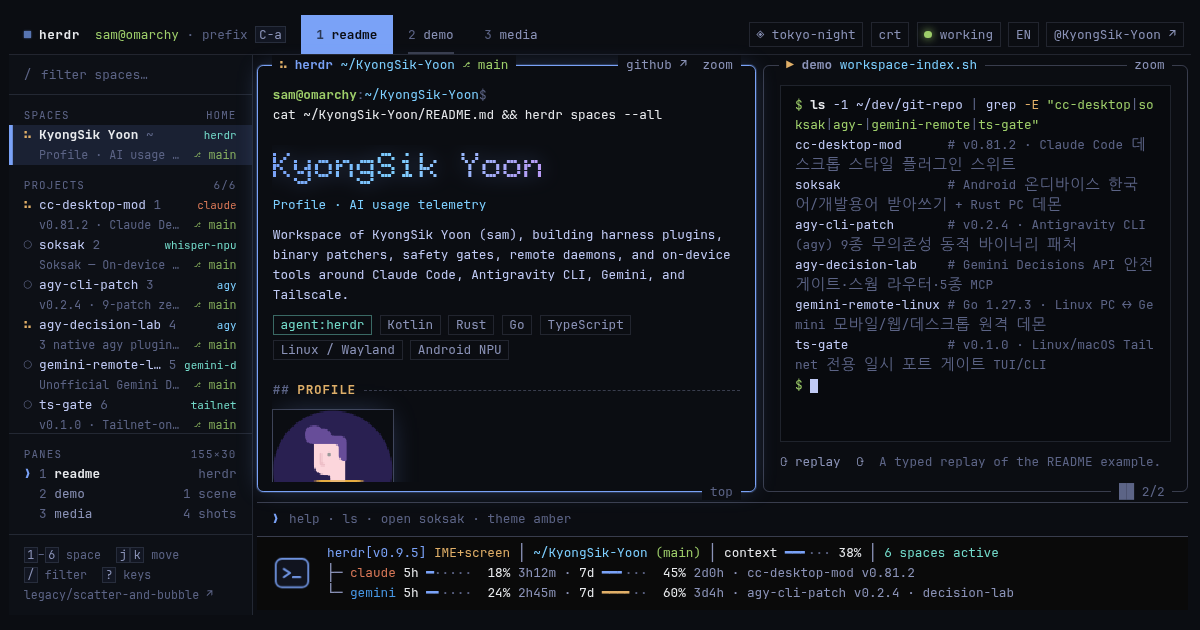 herdr sam@omarchy · prefix C-a 1 readme 2 demo 3 media tokyo-night crt working EN @KyongSik-Yoon ↗
/ filter spaces…
SPACES HOME
KyongSik Yoon ~ herdr
Profile · AI usage … main
PROJECTS 6/6
cc-desktop-mod 1 claude
v0.81.2 · Claude De… main
soksak 2 whisper-npu
Soksak — On-device … main
agy-cli-patch 3 agy
v0.2.4 · 9-patch ze… main
agy-decision-lab 4 agy
3 native agy plugin… main
gemini-remote-l… 5 gemini-d
Unofficial Gemini D… main
ts-gate 6 tailnet
v0.1.0 · Tailnet-on… main
PANES 155×30
❫ 1 readme herdr
2 demo 1 scene
3 media 4 shots
1–6 space j k move
/ filter ? keys
legacy/scatter-and-bubble ↗
herdr ~/KyongSik-Yoon main github ↗ zoom
sam@omarchy:~/KyongSik-Yoon$
cat ~/KyongSik-Yoon/README.md && herdr spaces --all
KyongSik Yoon
Profile · AI usage telemetry
Workspace of KyongSik Yoon (sam), building harness plugins,
binary patchers, safety gates, remote daemons, and on-device
tools around Claude Code, Antigravity CLI, Gemini, and
Tailscale.
agent:herdr Kotlin Rust Go TypeScript
Linux / Wayland Android NPU
## PROFILE
top
▶ demo workspace-index.sh zoom
$ ls -1 ~/dev/git-repo | grep -E "cc-desktop|so
ksak|agy-|gemini-remote|ts-gate"
cc-desktop-mod # v0.81.2 · Claude Code 데
스크톱 스타일 플러그인 스위트
soksak # Android 온디바이스 한국
어/개발용어 받아쓰기 + Rust PC 데몬
agy-cli-patch # v0.2.4 · Antigravity CLI
(agy) 9종 무의존성 동적 바이너리 패처
agy-decision-lab # Gemini Decisions API 안전
게이트·스웜 라우터·5종 MCP
gemini-remote-linux # Go 1.27.3 · Linux PC ↔ Ge
mini 모바일/웹/데스크톱 원격 데몬
ts-gate # v0.1.0 · Linux/macOS Tail
net 전용 일시 포트 게이트 TUI/CLI
$
replay A typed replay of the README example.
2/2
❫ help · ls · open soksak · theme amber
herdr[v0.9.5] IME+screen │ ~/KyongSik-Yoon (main) │ context 38% │ 6 spaces active
├─ claude 5h 18% 3h12m · 7d 45% 2d0h · cc-desktop-mod v0.81.2
└─ gemini 5h 24% 2h45m · 7d 60% 3d4h · agy-cli-patch v0.2.4 · decision-lab